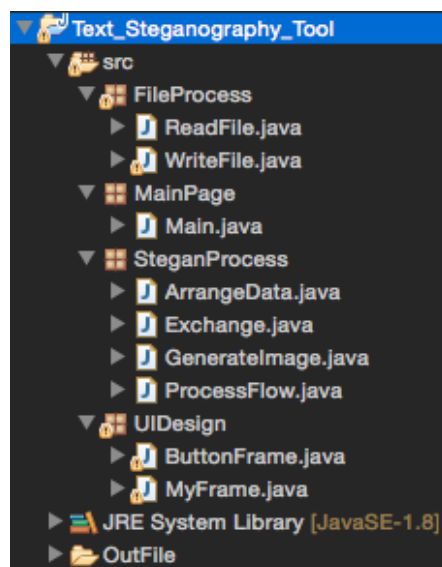 Text_Steganography_Tool
src
FileProcess
ReadFile.java
WriteFile.java
MainPage
Main.java
SteganProcess
ArrangeData.java
Exchange.java
GenerateImage.java
ProcessFlow.java
UIDesign
ButtonFrame.java
MyFrame.java
JRE System Library [JavaSE-1.8]
OutFile